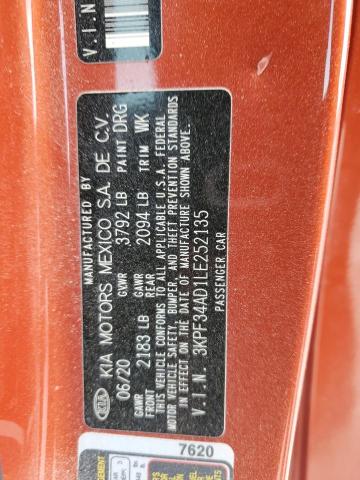 V.I.N
MANUFACTURED BY
KIA KIA MOTORS MEXICO S.A. DE C.V.
06/20 GVWR 3792 LB PAINT DRG
GAWR FRONT 2183 LB GAWR REAR 2094 LB TRIM WK
THIS VEHICLE CONFORMS TO ALL APPLICABLE U.S.A. FEDERAL
MOTOR VEHICLE SAFETY, BUMPER, AND THEFT PREVENTION STANDARDS
IN EFFECT ON THE DATE OF MANUFACTURE SHOWN ABOVE.
V.I.N. 3KPF34AD1LE252135
PASSENGER CAR
7620